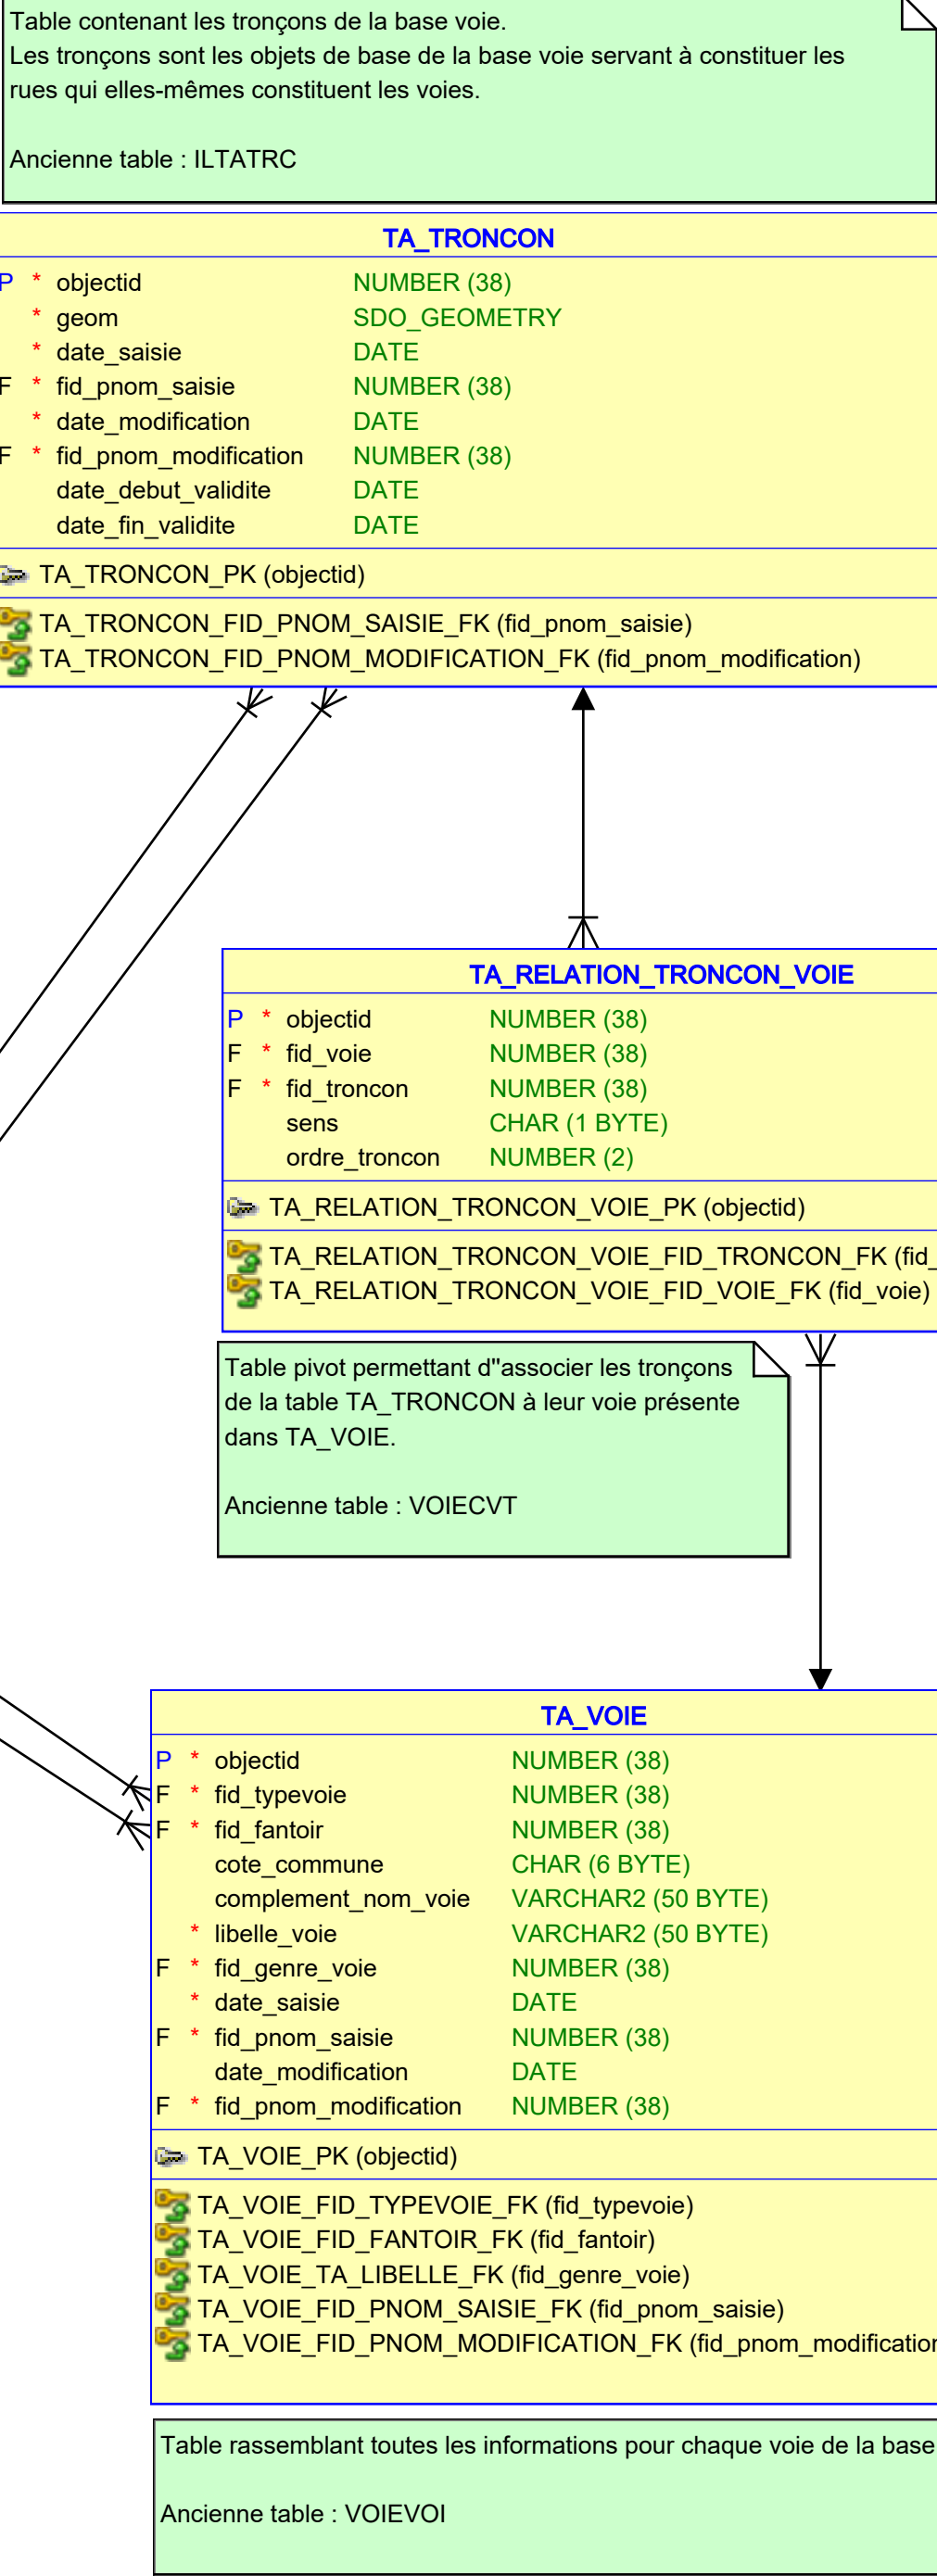 Table contenant les tronçons de la base voie.
Les tronçons sont les objets de base de la base voie servant à constituer les
rues qui elles-mêmes constituent les voies.
Ancienne table : ILTATRC
TA_TRONCON
P * objectid NUMBER (38)
* geom SDO_GEOMETRY
* date_saisie DATE
F * fid_pnom_saisie NUMBER (38)
* date_modification DATE
F * fid_pnom_modification NUMBER (38)
date_debut_validite DATE
date_fin_validite DATE
TA_TRONCON_PK (objectid)
TA_TRONCON_FID_PNOM_SAISIE_FK (fid_pnom_saisie)
TA_TRONCON_FID_PNOM_MODIFICATION_FK (fid_pnom_modification)
TA_RELATION_TRONCON_VOIE
P * objectid NUMBER (38)
F * fid_voie NUMBER (38)
F * fid_troncon NUMBER (38)
sens CHAR (1 BYTE)
ordre_troncon NUMBER (2)
TA_RELATION_TRONCON_VOIE_PK (objectid)
TA_RELATION_TRONCON_VOIE_FID_TRONCON_FK (fid_
TA_RELATION_TRONCON_VOIE_FID_VOIE_FK (fid_voie)
Table pivot permettant d''associer les tronçons
de la table TA_TRONCON à leur voie présente
dans TA_VOIE.
Ancienne table : VOIECVT
TA_VOIE
P * objectid NUMBER (38)
F * fid_typevoie NUMBER (38)
F * fid_fantoir NUMBER (38)
cote_commune CHAR (6 BYTE)
complement_nom_voie VARCHAR2 (50 BYTE)
* libelle_voie VARCHAR2 (50 BYTE)
F * fid_genre_voie NUMBER (38)
* date_saisie DATE
F * fid_pnom_saisie NUMBER (38)
date_modification DATE
F * fid_pnom_modification NUMBER (38)
TA_VOIE_PK (objectid)
TA_VOIE_FID_TYPEVOIE_FK (fid_typevoie)
TA_VOIE_FID_FANTOIR_FK (fid_fantoir)
TA_VOIE_TA_LIBELLE_FK (fid_genre_voie)
TA_VOIE_FID_PNOM_SAISIE_FK (fid_pnom_saisie)
TA_VOIE_FID_PNOM_MODIFICATION_FK (fid_pnom_modification
Table rassemblant toutes les informations pour chaque voie de la base
Ancienne table : VOIEVOI